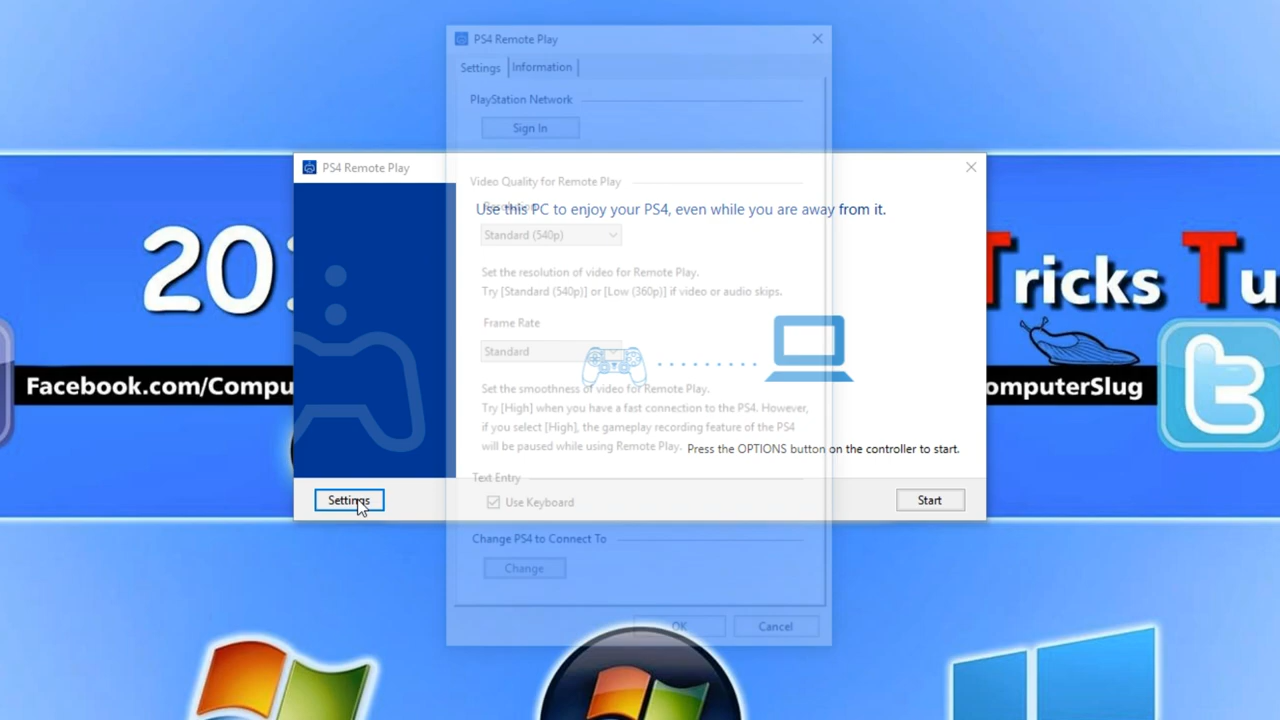 PS4 Remote Play
Settings
Information
PlayStation Network
Sign In
PS4 Remote Play
Video Quality for Remote Play
Use this PC to enjoy your PS4, even while you are away from it.
Standard (540p)
Set the resolution of video for Remote Play.
Try [Standard (540p)] or [Low (360p)] if video or audio skips.
Frame Rate
Standard
Set the smoothness of video for Remote Play.
Try [High] when you have a fast connection to the PS4. However,
if you select [High], the gameplay recording feature of the PS4
will be paused while using Remote Play.
Press the OPTIONS button on the controller to start.
Text Entry
Use Keyboard
Settings
Start
Change PS4 to Connect To
Change
OK
Cancel
20
Tricks Tu
Facebook.com/Compu
omputerSlug